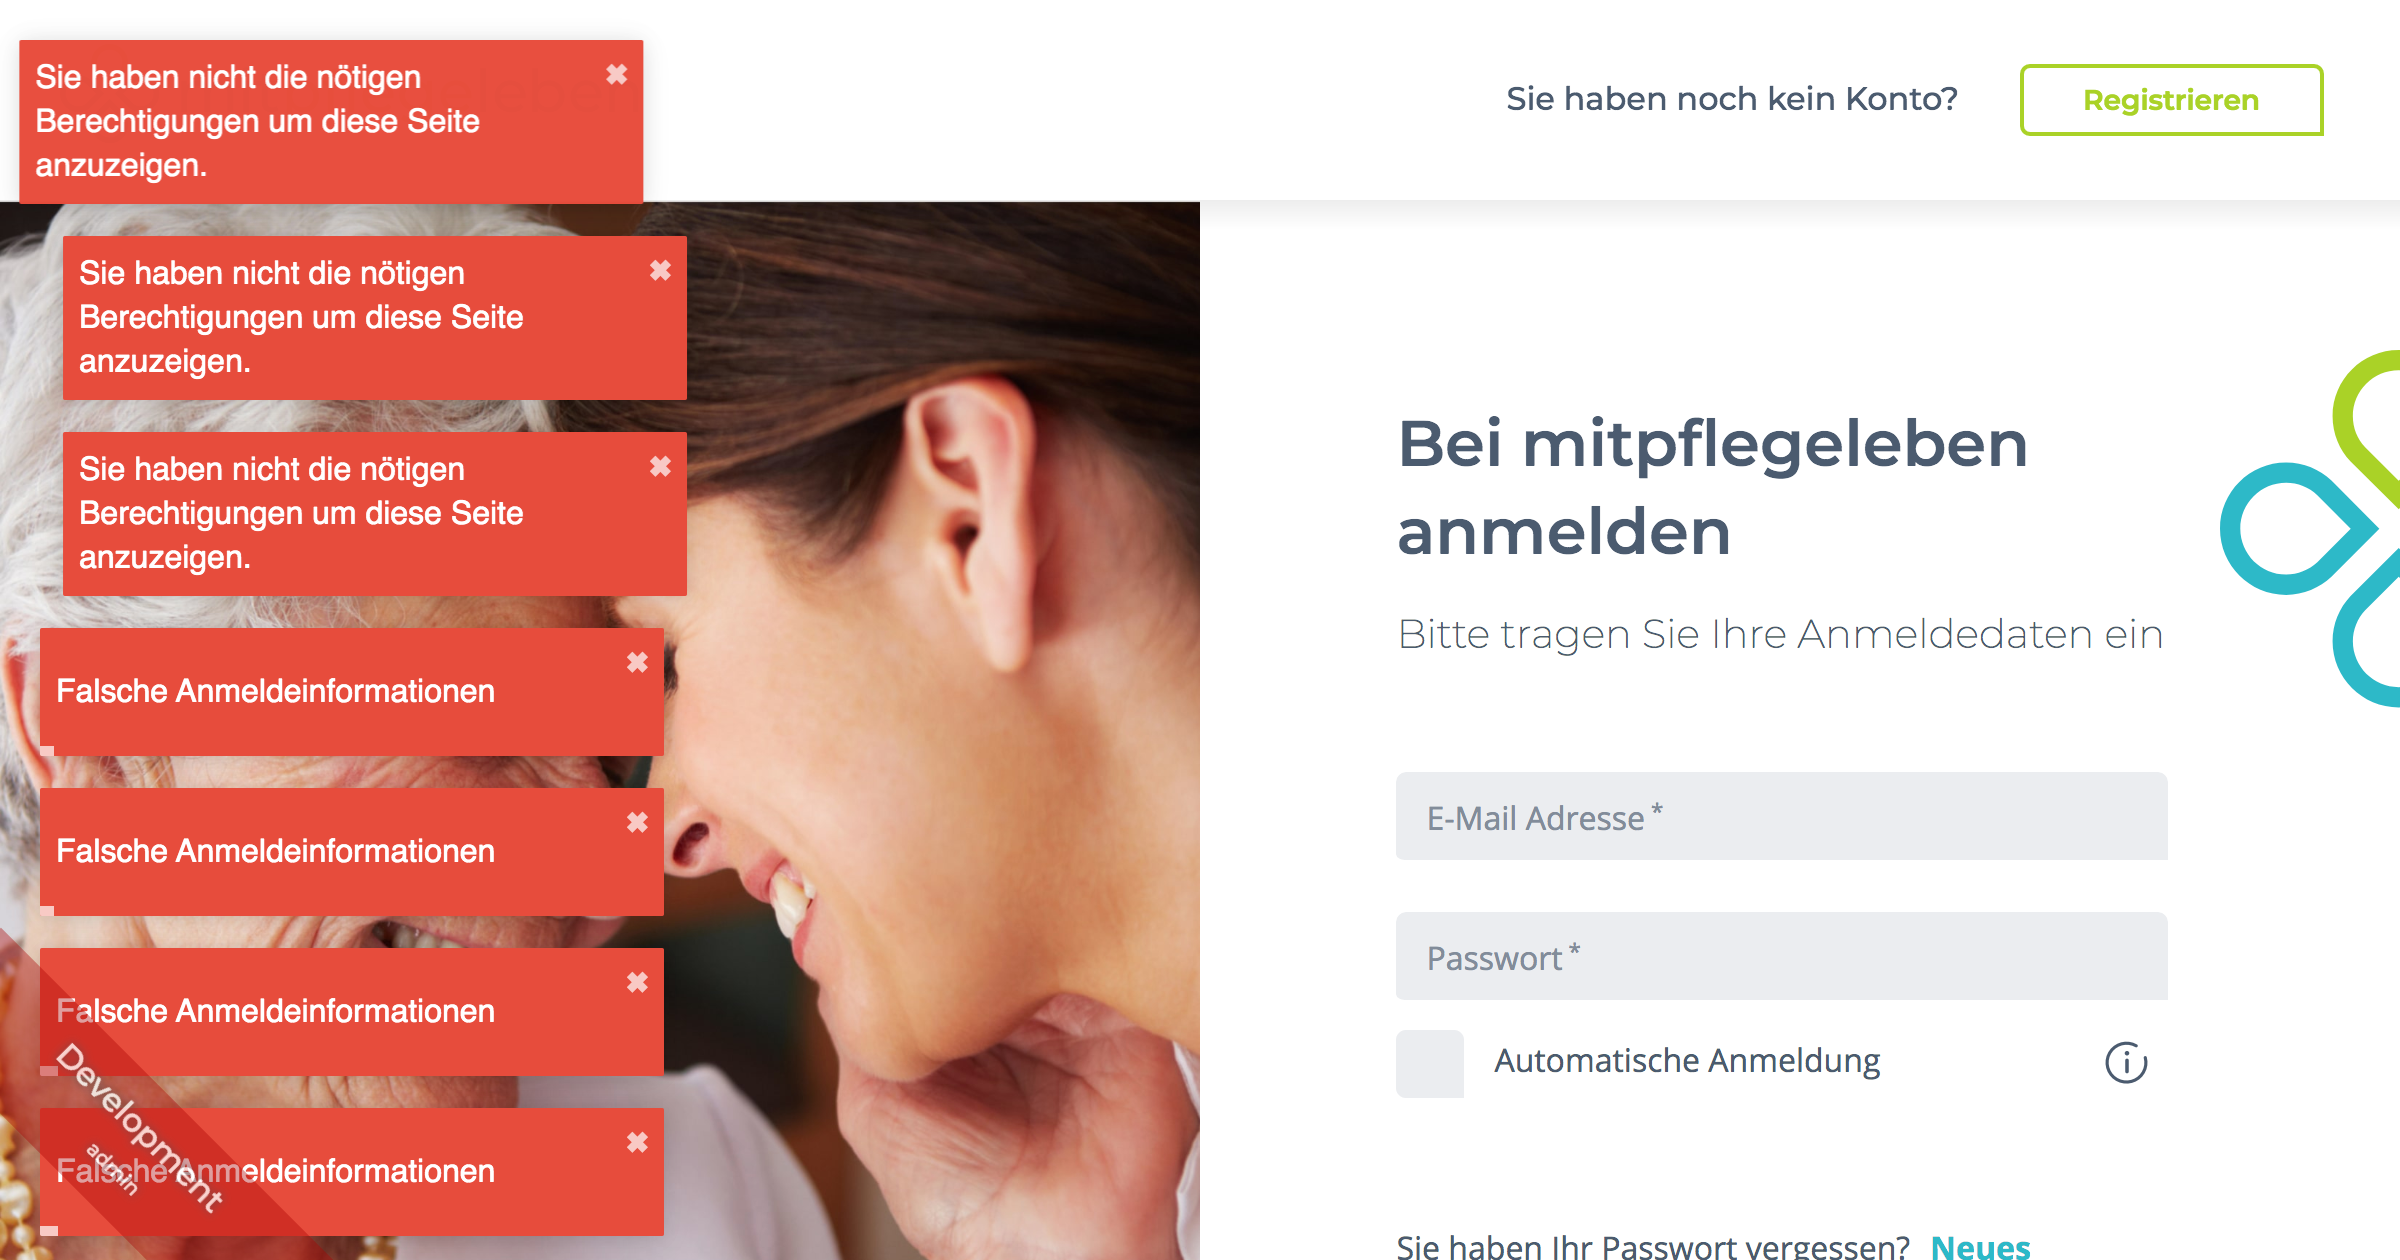 Sie haben nicht die nötigen
Berechtigungen um diese Seite
anzuzeigen.
Sie haben noch kein Konto?
Registrieren
Sie haben nicht die nötigen
Berechtigungen um diese Seite
anzuzeigen.
Sie haben nicht die nötigen
Berechtigungen um diese Seite
anzuzeigen.
Falsche Anmeldeinformationen
Falsche Anmeldeinformationen
Falsche Anmeldeinformationen
Falsche Anmeldeinformationen
Development
admin
Bei mitpflegeleben
anmelden
Bitte tragen Sie Ihre Anmeldedaten ein
E-Mail Adresse *
Passwort *
Automatische Anmeldung
Sie haben Ihr Passwort vergessen? Neues